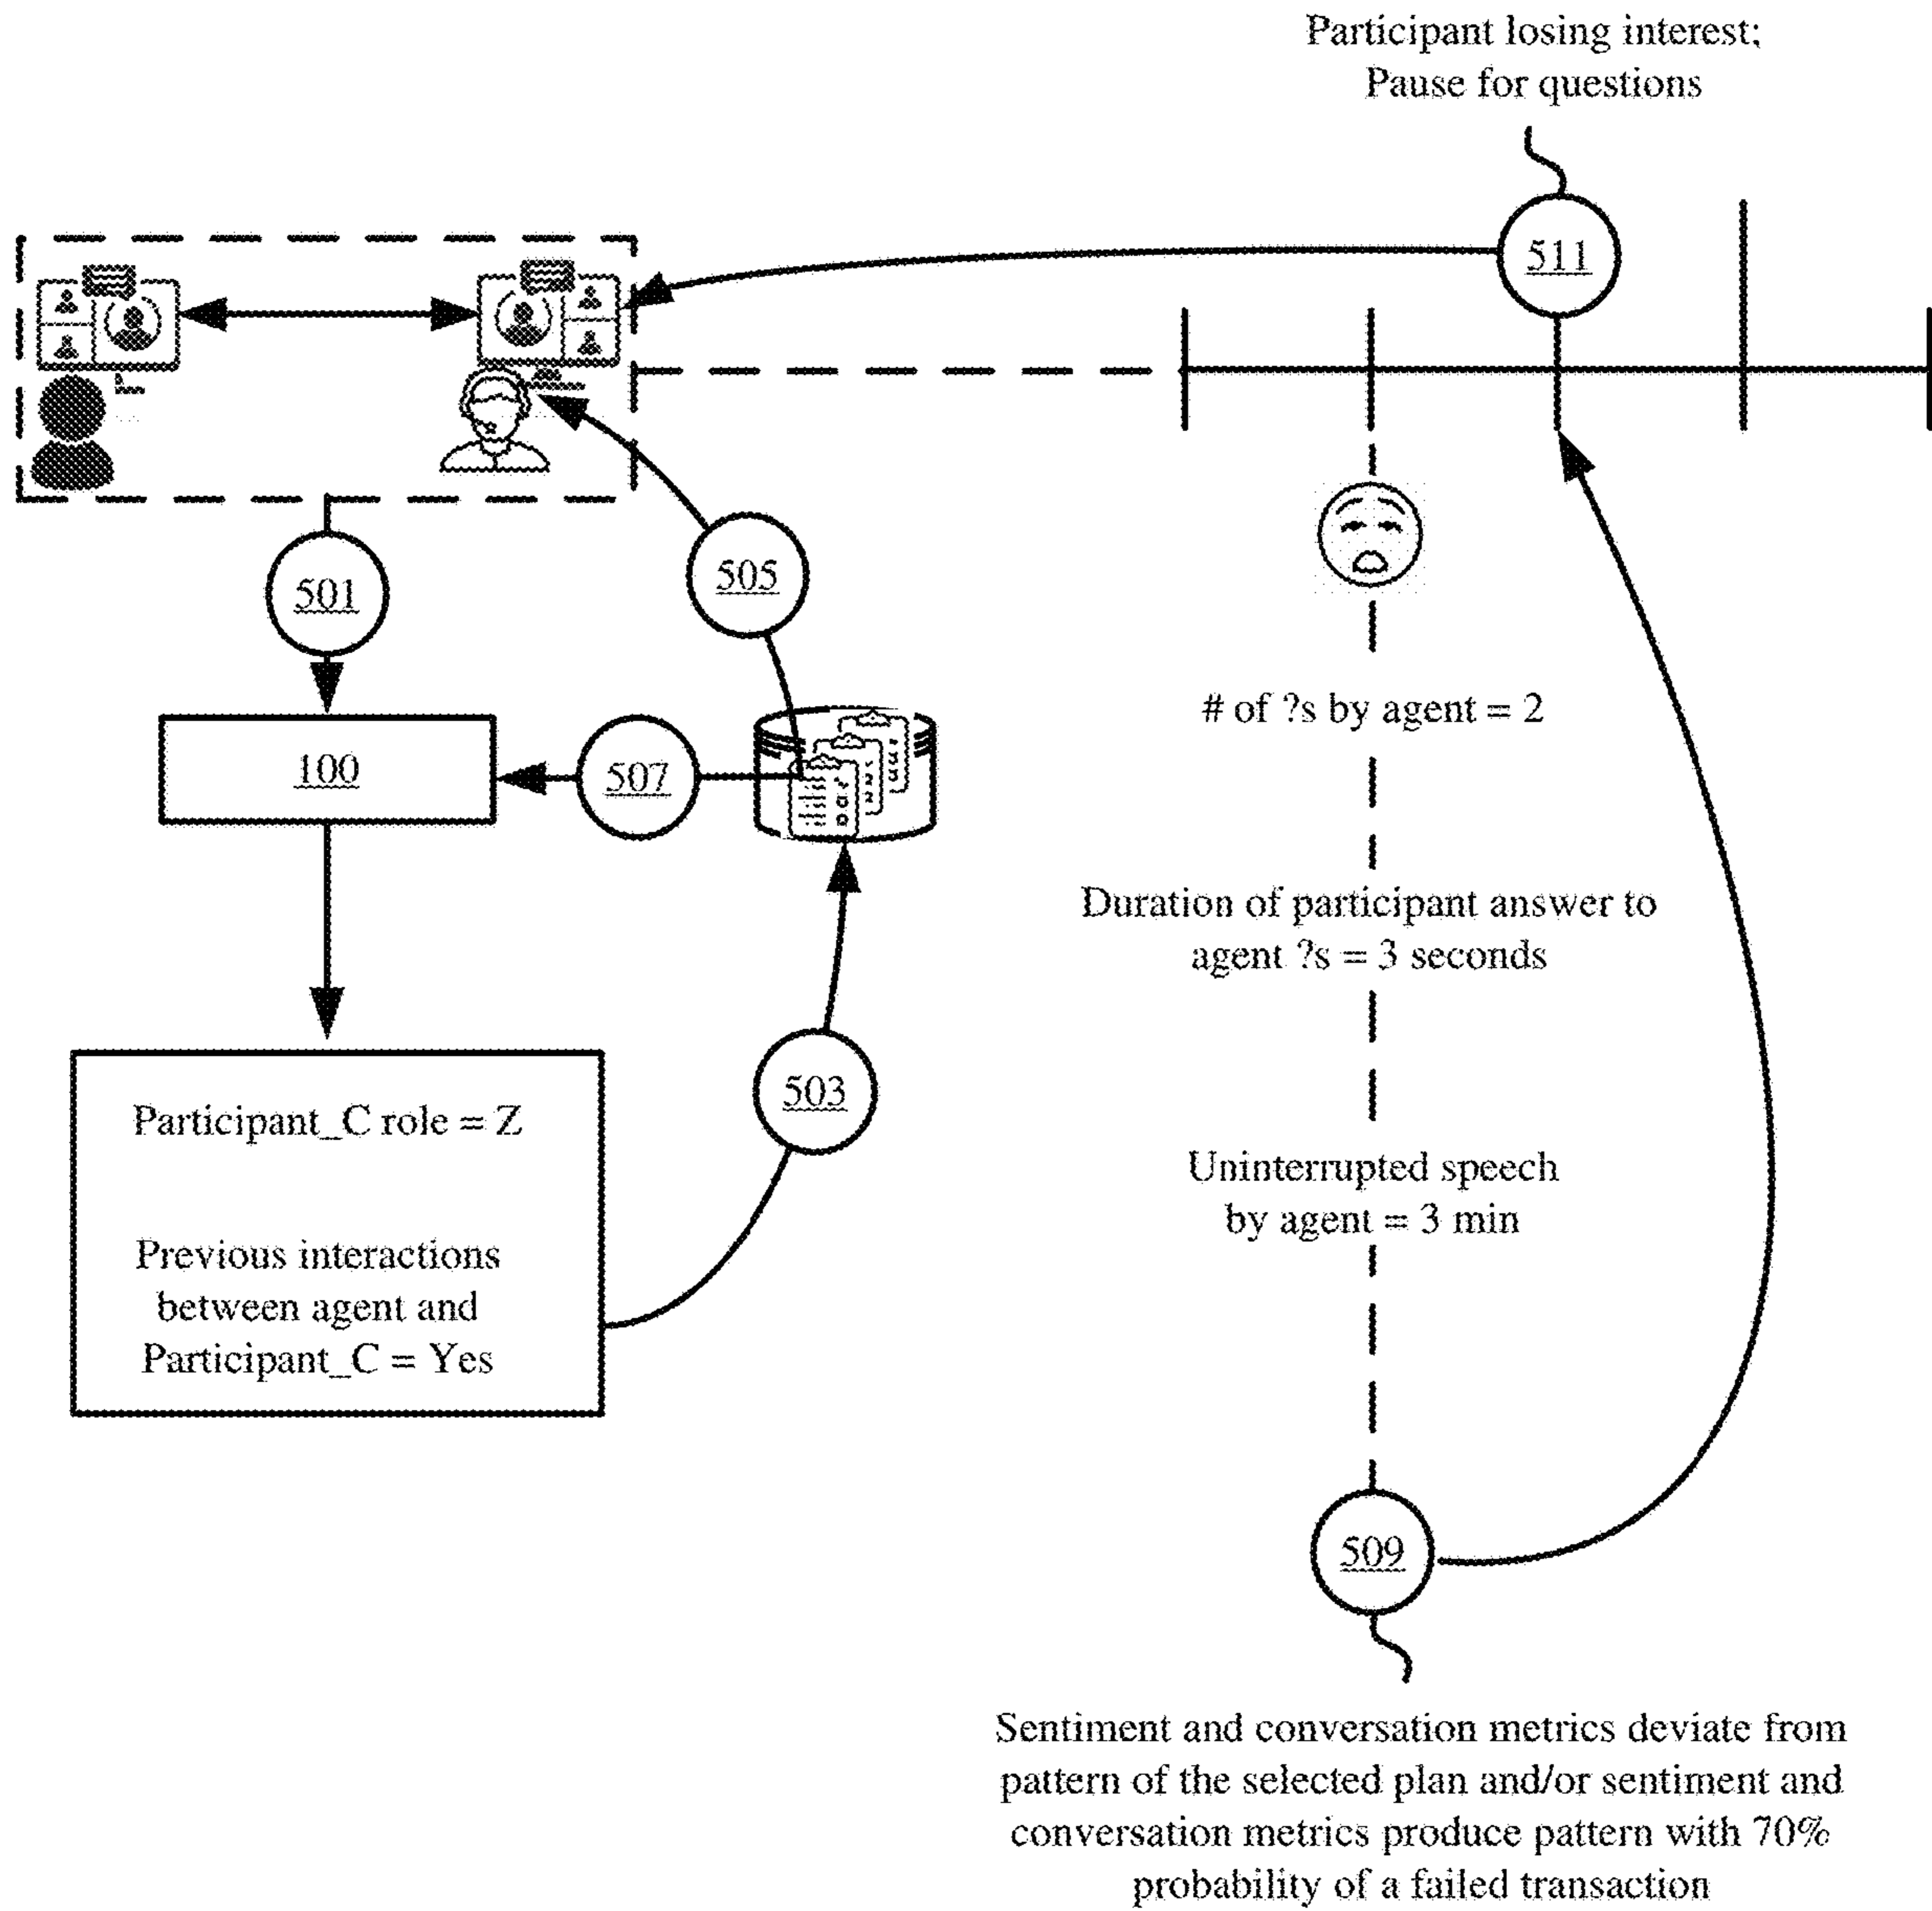 Participant losing interest;
Pause for questions
511
501
505
100
507
# of ?s by agent = 2
Duration of participant answer to
agent ?s = 3 seconds
503
Participant_C role = Z
Previous interactions
between agent and
Participant_C = Yes
Uninterrupted speech
by agent = 3 min
509
Sentiment and conversation metrics deviate from
pattern of the selected plan and/or sentiment and
conversation metrics produce pattern with 70%
probability of a failed transaction